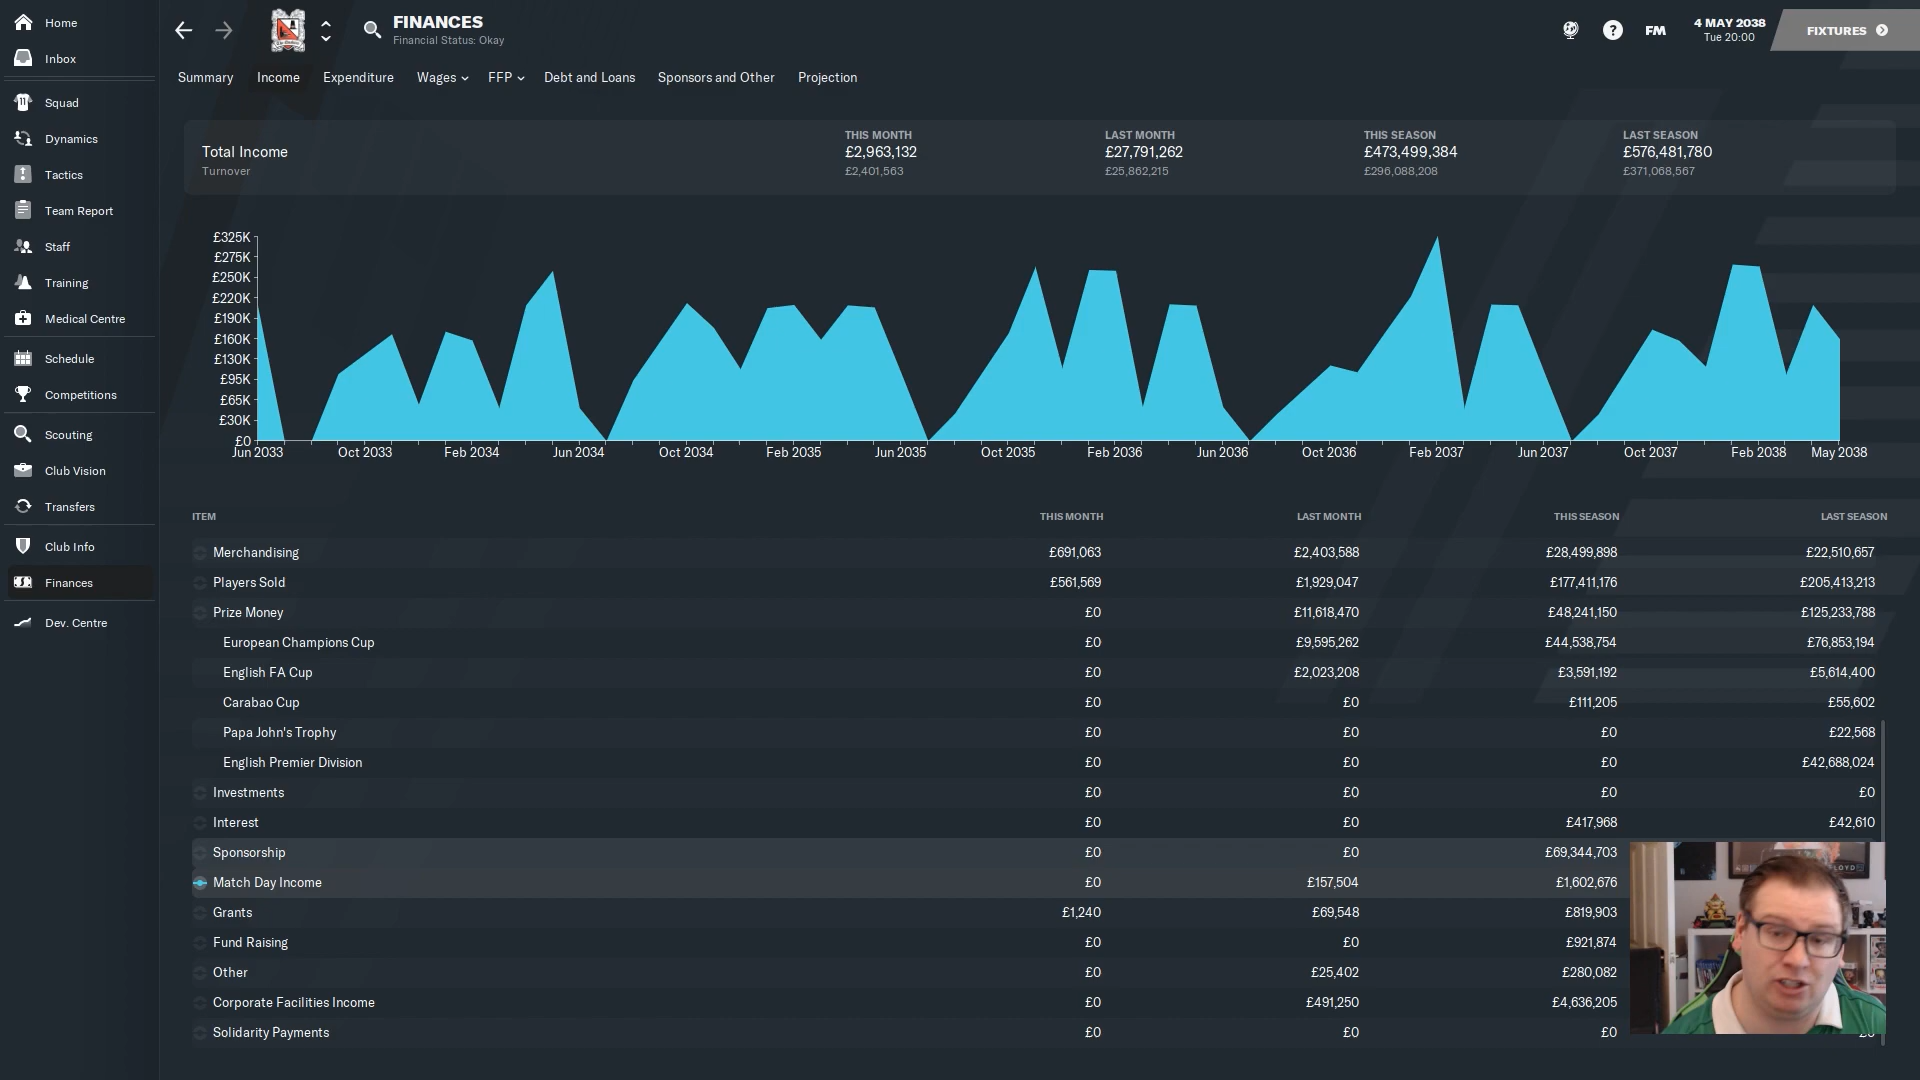 Home
Inbox
Squad
Dynamics
Tactics
Team Report
Staff
Training
Medical Centre
Schedule
Competitions
Scouting
Club Vision
Transfers
Club Info
Finances
Dev. Centre
FINANCES
Financial Status: Okay
FM
4 MAY 2038
Tue 20:00
FIXTURES
Summary Income Expenditure Wages FFP Debt and Loans Sponsors and Other Projection
THIS MONTH LAST MONTH THIS SEASON LAST SEASON
Total Income £2,963,132 £27,791,262 £473,499,384 £576,481,780
Turnover £2,401,563 £25,862,215 £296,088,208 £371,068,567
£325K
£275K
£250K
£220K
£190K
£160K
£130K
£95K
£65K
£30K
£0
Jun 2033 Oct 2033 Feb 2034 Jun 2034 Oct 2034 Feb 2035 Jun 2035 Oct 2035 Feb 2036 Jun 2036 Oct 2036 Feb 2037 Jun 2037 Oct 2037 Feb 2038 May 2038
ITEM THIS MONTH LAST MONTH THIS SEASON LAST SEASON
Merchandising £691,063 £2,403,588 £28,499,898 £22,510,657
Players Sold £561,569 £1,929,047 £177,411,176 £205,413,213
Prize Money £0 £11,618,470 £48,241,150 £125,233,788
European Champions Cup £0 £9,595,262 £44,538,754 £76,853,194
English FA Cup £0 £2,023,208 £3,591,192 £5,614,400
Carabao Cup £0 £0 £111,205 £55,602
Papa John's Trophy £0 £0 £0 £22,568
English Premier Division £0 £0 £0 £42,688,024
Investments £0 £0 £0 £0
Interest £0 £0 £417,968 £42,610
Sponsorship £0 £0 £69,344,703
Match Day Income £0 £157,504 £1,602,676
Grants £1,240 £69,548 £819,903
Fund Raising £0 £0 £921,874
Other £0 £25,402 £280,082
Corporate Facilities Income £0 £491,250 £4,636,205
Solidarity Payments £0 £0 £0